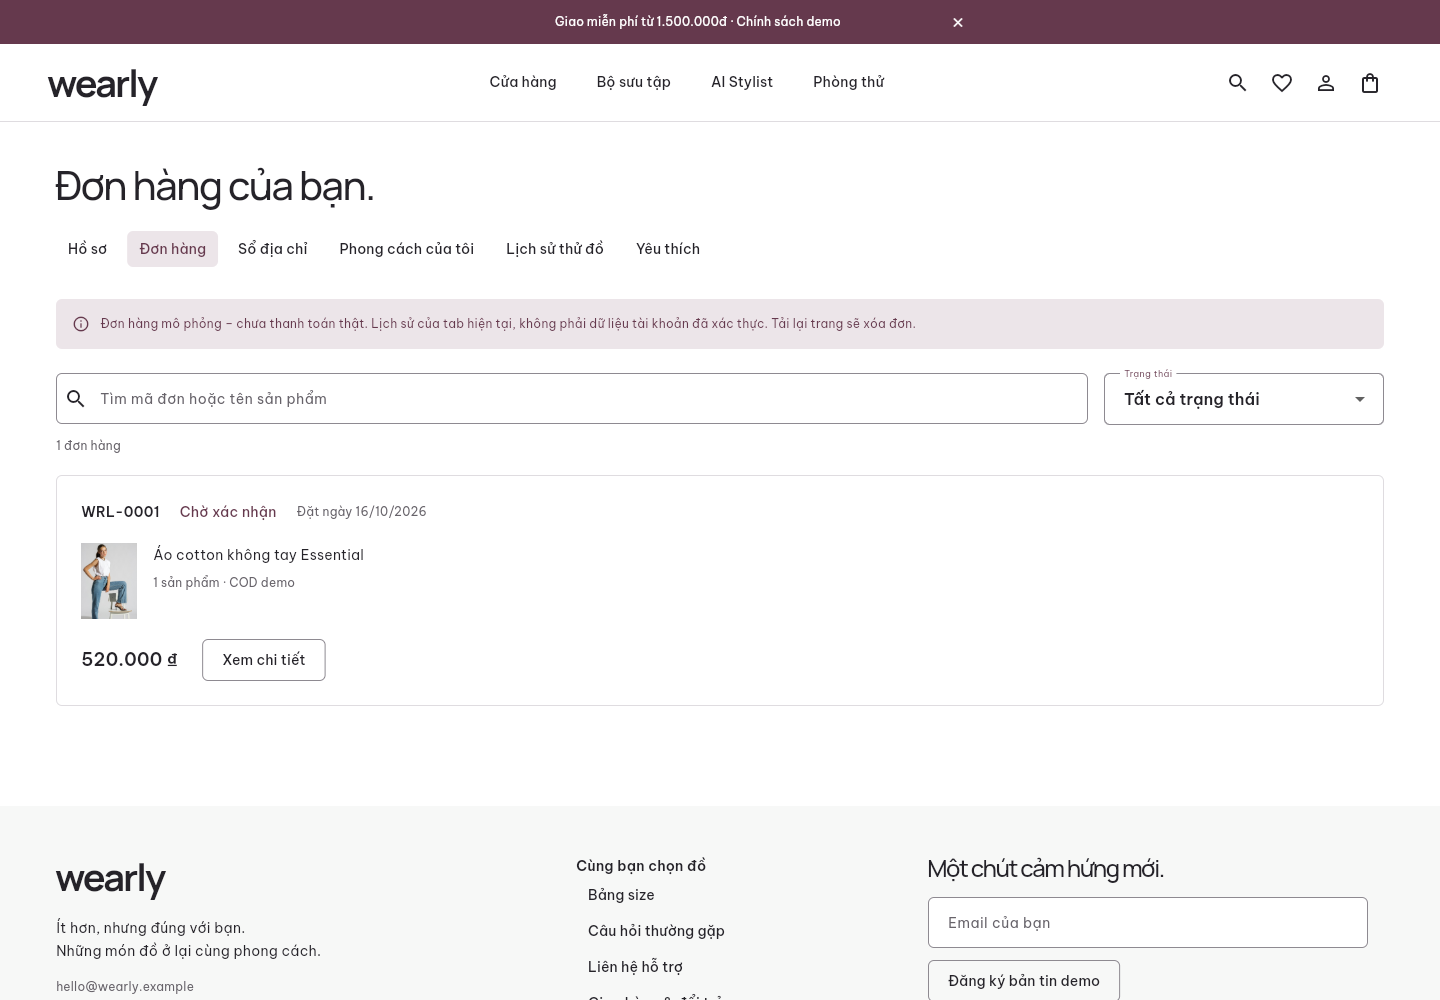 Giao miễn phí từ 1.500.000đ · Chính sách demo
wearly
Cửa hàng
Bộ sưu tập
AI Stylist
Phòng thử
Đơn hàng của bạn.
Hồ sơ
Đơn hàng
Sổ địa chỉ
Phong cách của tôi
Lịch sử thử đồ
Yêu thích
Đơn hàng mô phỏng – chưa thanh toán thật. Lịch sử của tab hiện tại, không phải dữ liệu tài khoản đã xác thực. Tải lại trang sẽ xóa đơn.
Tìm mã đơn hoặc tên sản phẩm
Trạng thái
Tất cả trạng thái
1 đơn hàng
WRL-0001 Chờ xác nhận Đặt ngày 16/10/2026
Áo cotton không tay Essential
1 sản phẩm · COD demo
520.000 ₫
Xem chi tiết
wearly
Ít hơn, nhưng đúng với bạn.
Những món đồ ở lại cùng phong cách.
hello@wearly.example
Cùng bạn chọn đồ
Bảng size
Câu hỏi thường gặp
Liên hệ hỗ trợ
Một chút cảm hứng mới.
Email của bạn
Đăng ký bản tin demo